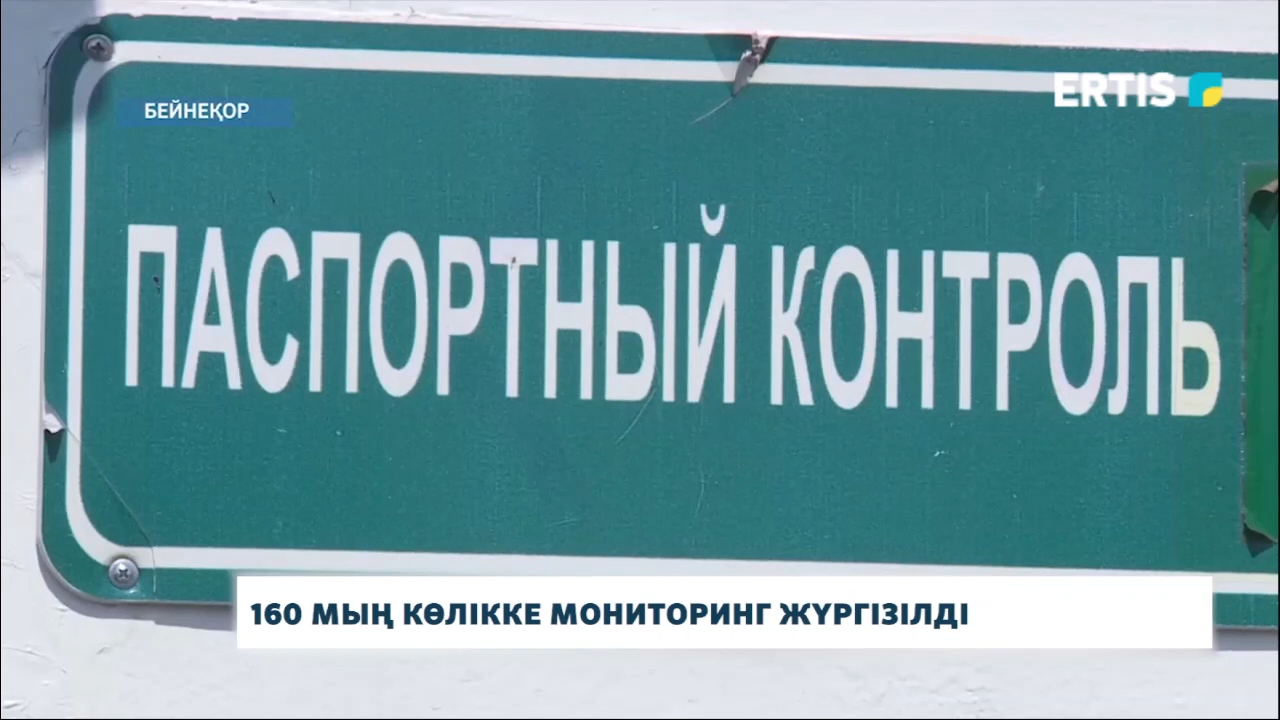 ERTIS
БЕЙНЕҚОР
ПАСПОРТНЫЙ КОНТРОЛЬ
160 МЫҢ КӨЛІККЕ МОНИТОРИНГ ЖҮРГІЗІЛДІ